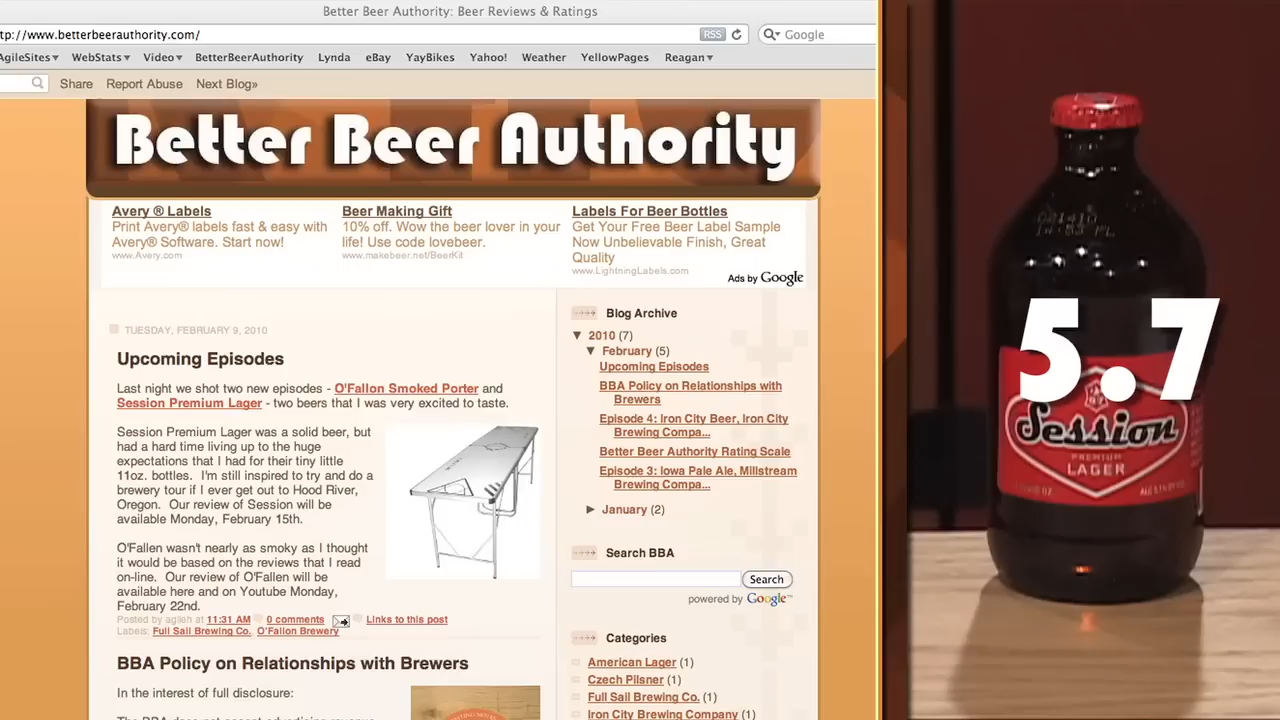 Better Beer Authority: Beer Reviews & Ratings
tp://www.betterbeerauthority.com/
RSS
Google
AgileSites WebStats Video BetterBeerAuthority Lynda eBay YayBikes Yahoo! Weather YellowPages Reagan
Share Report Abuse Next Blog»
Better Beer Authority
Avery ® Labels
Print Avery® labels fast & easy with
Avery® Software. Start now!
www.Avery.com
Beer Making Gift
10% off. Wow the beer lover in your
life! Use code lovebeer.
www.makebeer.net/BeerKit
Labels For Beer Bottles
Get Your Free Beer Label Sample
Now Unbelievable Finish, Great
Quality
www.LightningLabels.com
Ads by Google
TUESDAY, FEBRUARY 9, 2010
Upcoming Episodes
Last night we shot two new episodes - O'Fallon Smoked Porter and
Session Premium Lager - two beers that I was very excited to taste.
Session Premium Lager was a solid beer, but
had a hard time living up to the huge
expectations that I had for their tiny little
11oz. bottles. I'm still inspired to try and do a
brewery tour if I ever get out to Hood River,
Oregon. Our review of Session will be
available Monday, February 15th.
O'Fallen wasn't nearly as smoky as I thought
it would be based on the reviews that I read
on-line. Our review of O'Fallen will be
available here and on Youtube Monday,
February 22nd.
Posted by aglieh at 11:31 AM 0 comments Links to this post
Labels: Full Sail Brewing Co. O'Fallon Brewery
BBA Policy on Relationships with Brewers
In the interest of full disclosure:
Blog Archive
2010 (7)
February (5)
Upcoming Episodes
BBA Policy on Relationships with
Brewers
Episode 4: Iron City Beer, Iron City
Brewing Compa...
Better Beer Authority Rating Scale
Episode 3: Iowa Pale Ale, Millstream
Brewing Compa...
January (2)
Search BBA
Search
powered by Google™
Categories
American Lager (1)
Czech Pilsner (1)
Full Sail Brewing Co. (1)
Iron City Brewing Company (1)
5.7
Session
PREMIUM
LAGER